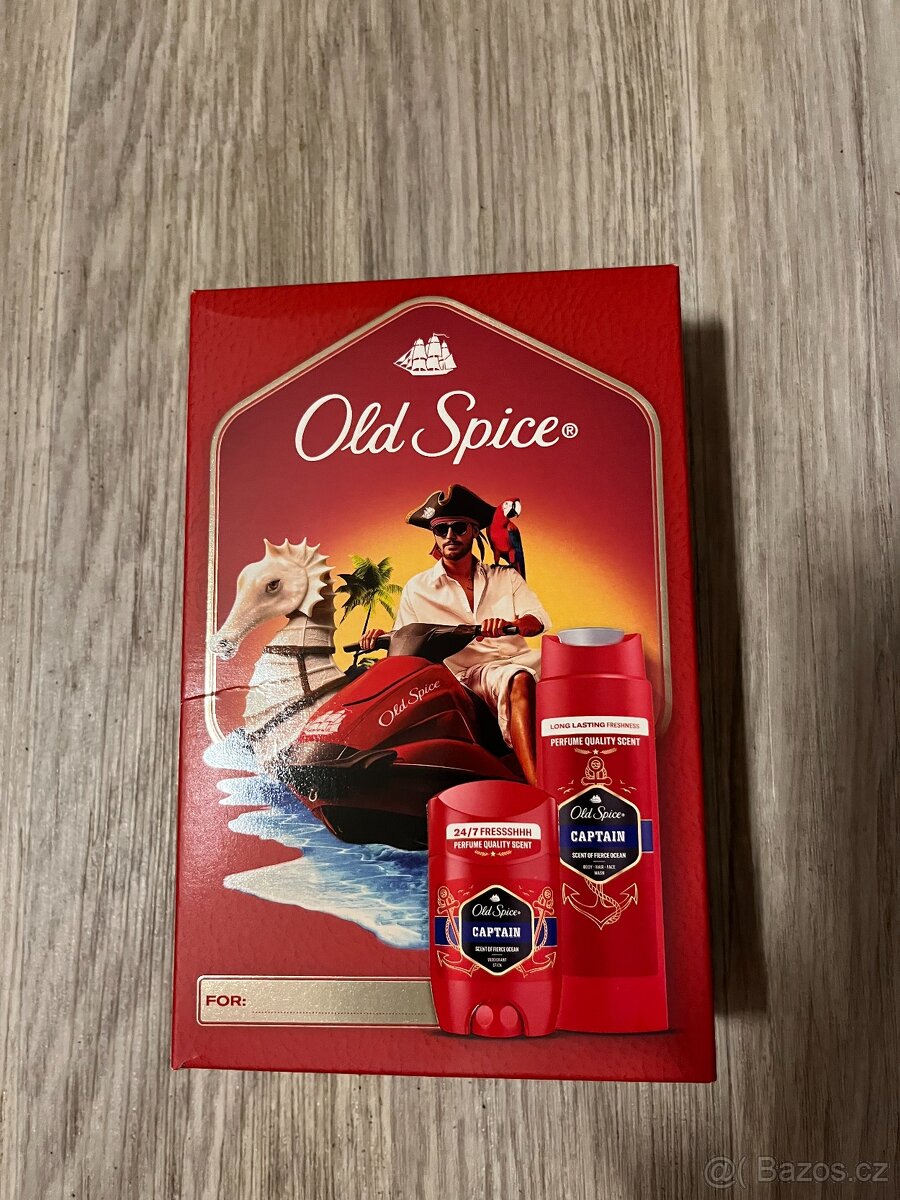 Old Spice®
Old Spice
LONG LASTING FRESHNESS
PERFUME QUALITY SCENT
Old Spice®
CAPTAIN
SCENT OF FIERCE OCEAN
BODY · HAIR · FACE
WASH
24/7 FRESSSHHH
PERFUME QUALITY SCENT
Old Spice®
CAPTAIN
SCENT OF FIERCE OCEAN
DEODORANT
STICK
FOR:
@( Bazos.cz